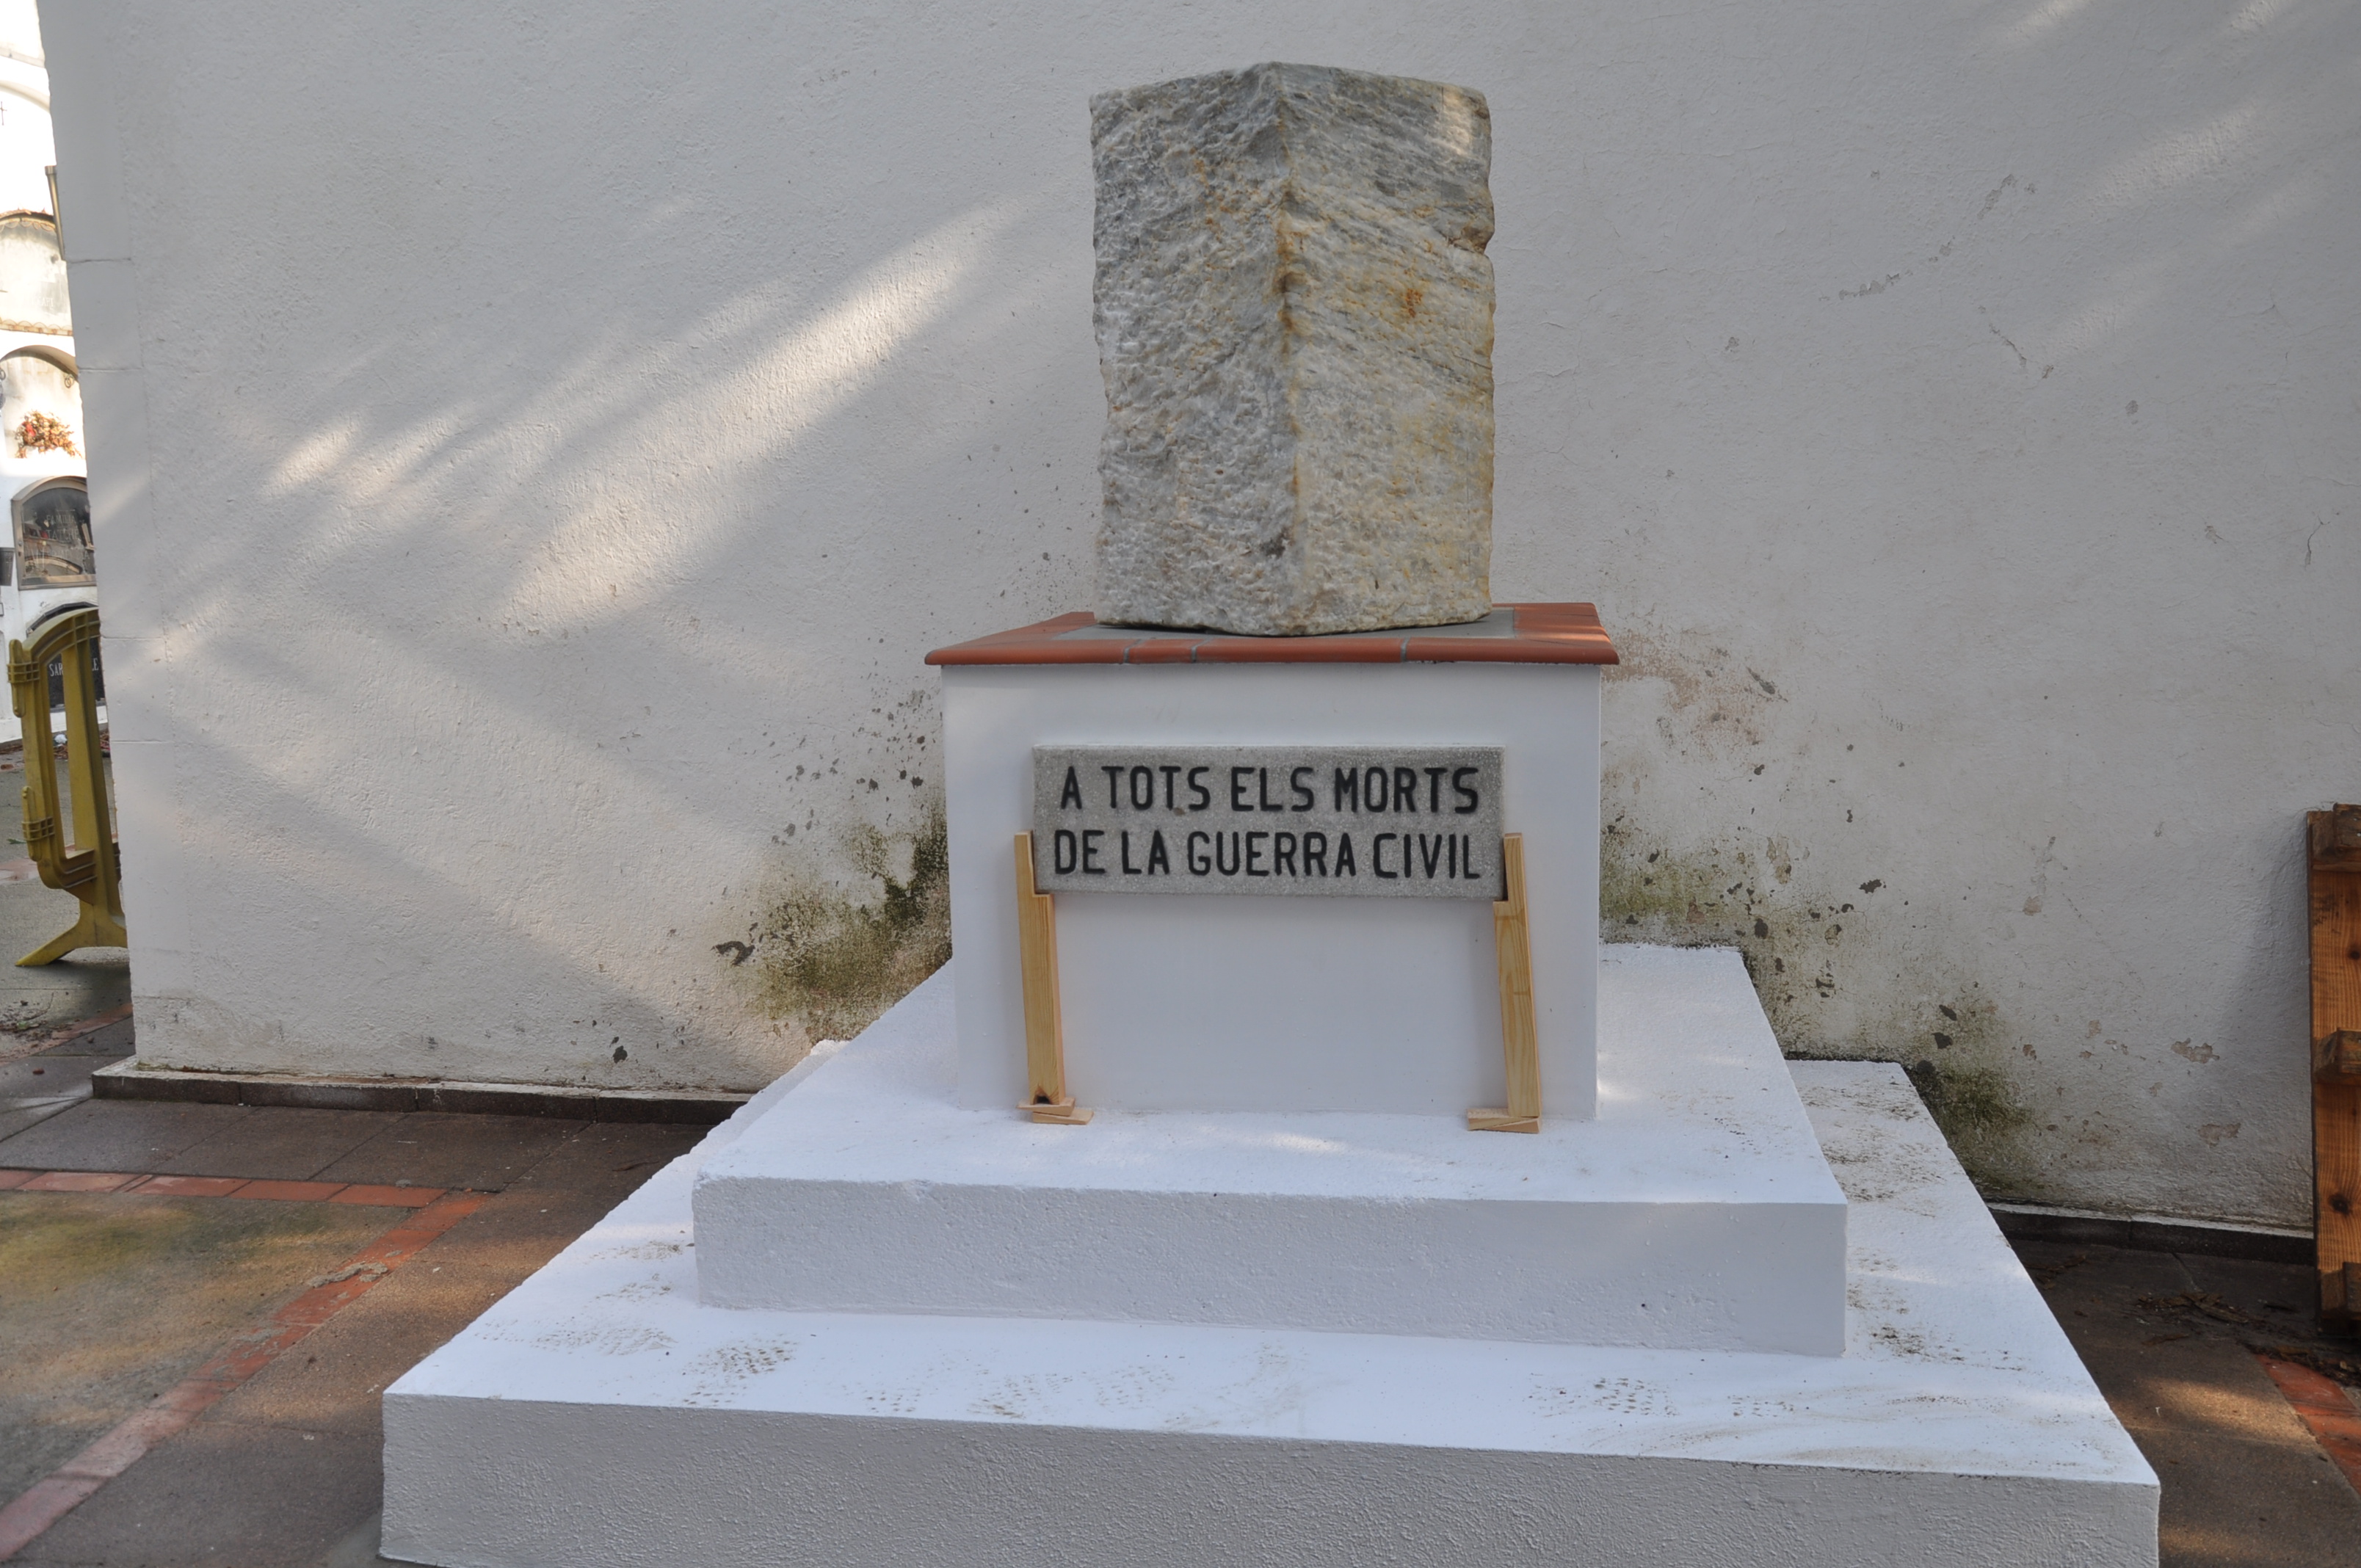 A TOTS ELS MORTS
DE LA GUERRA CIVIL